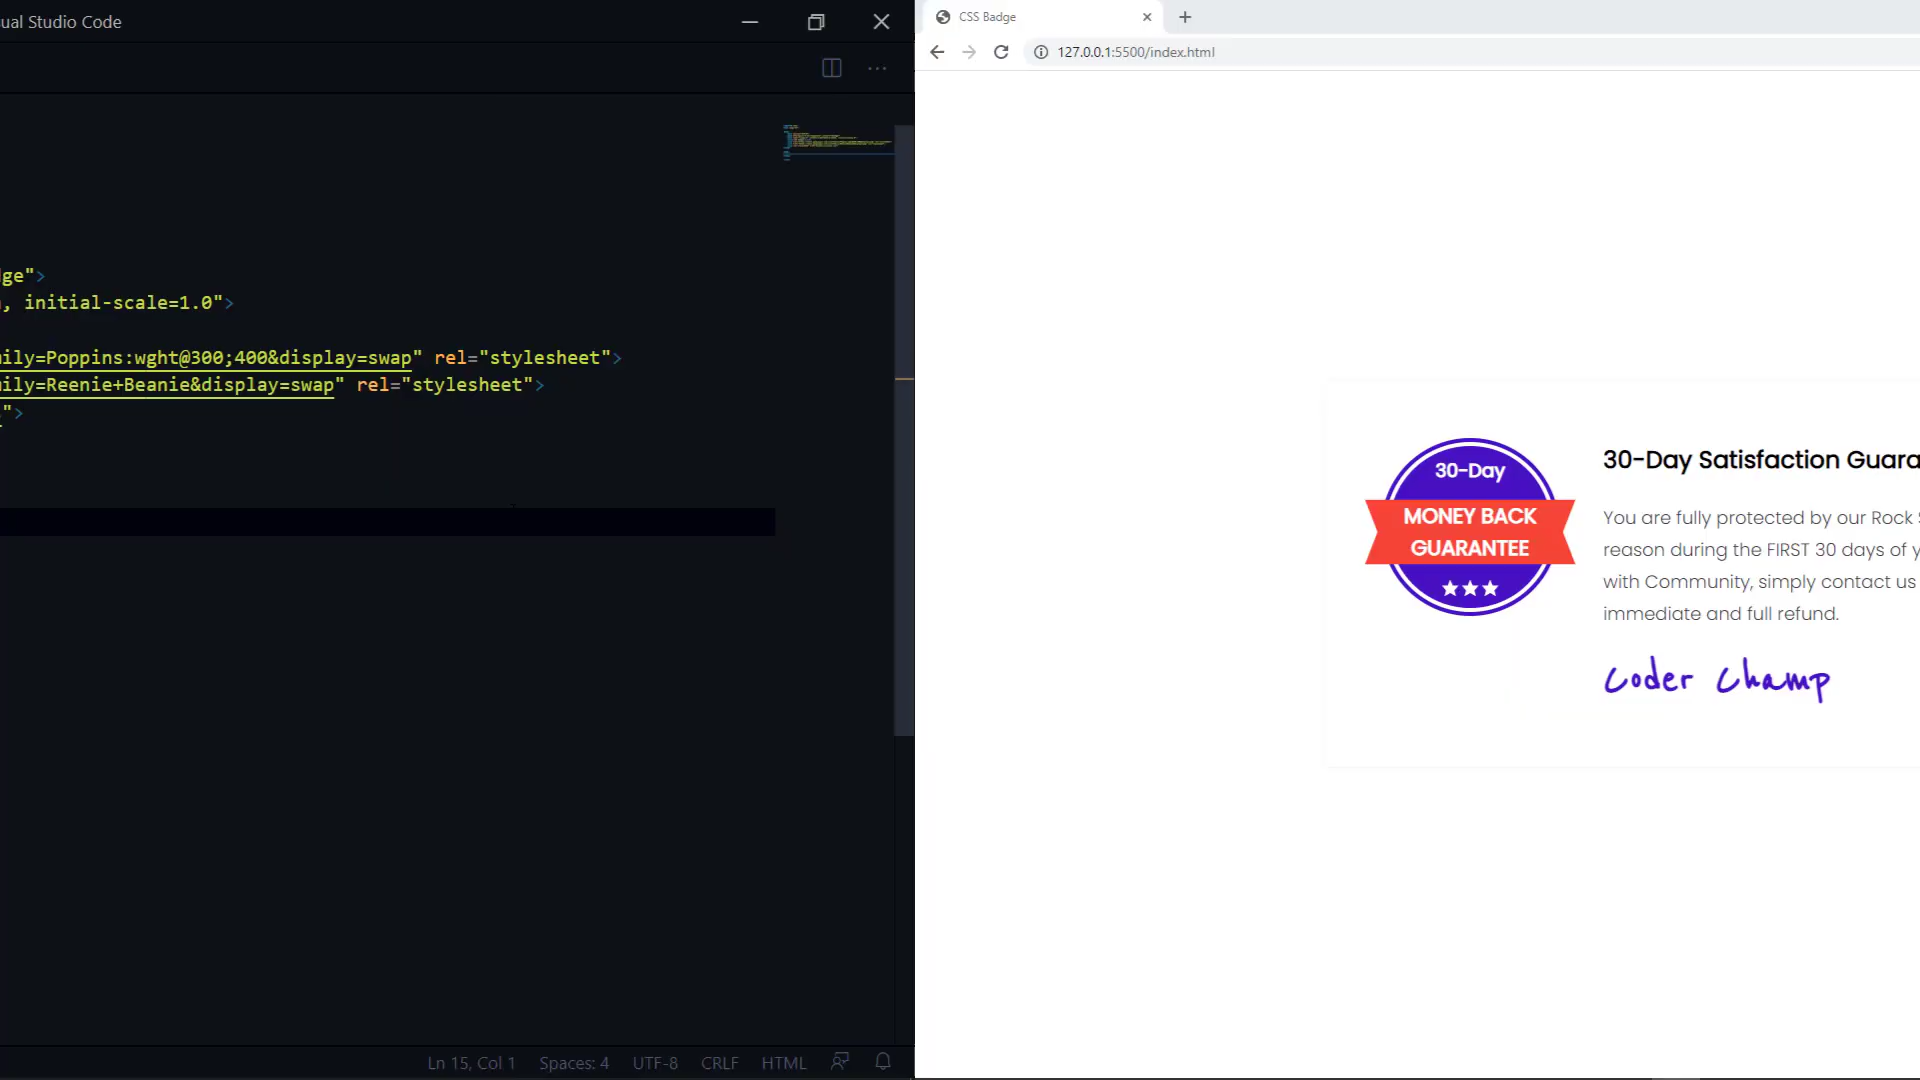 ual Studio Code
ge">
, initial-scale=1.0">
ily=Poppins:wght@300;400&display=swap" rel="stylesheet">
ily=Reenie+Beanie&display=swap" rel="stylesheet">
">
Ln 15, Col 1 Spaces: 4 UTF-8 CRLF HTML
CSS Badge
127.0.0.1:5500/index.html
30-Day
MONEY BACK
GUARANTEE
30-Day Satisfaction Guara
You are fully protected by our Rock
reason during the FIRST 30 days of y
with Community, simply contact us
immediate and full refund.
Coder Champ